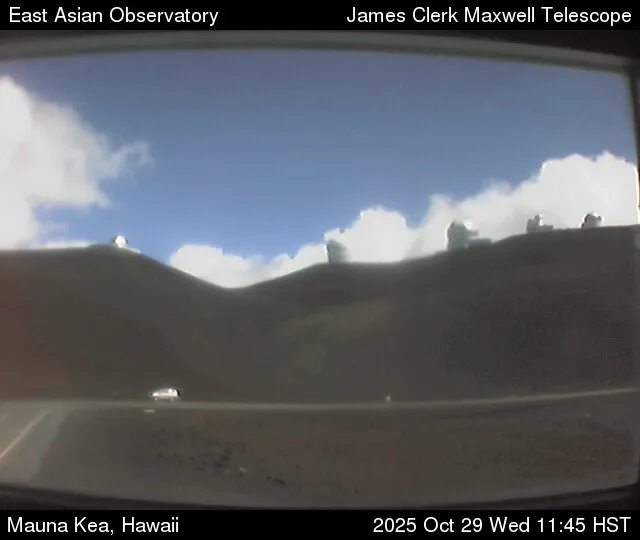 East Asian Observatory
James Clerk Maxwell Telescope
Mauna Kea, Hawaii
2025 Oct 29 Wed 11:45 HST